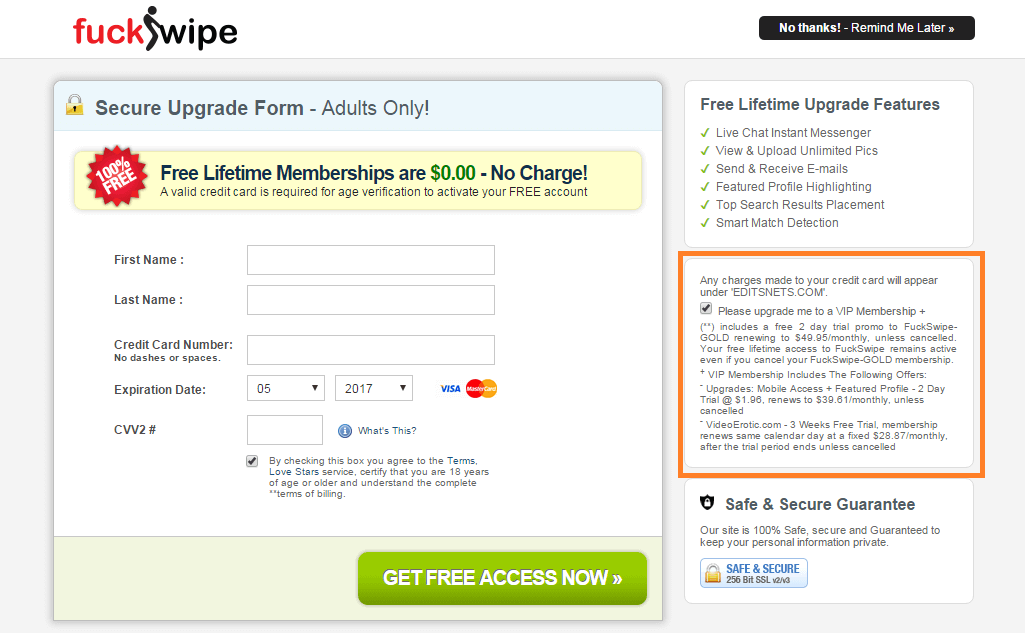 fuckswipe
No thanks! - Remind Me Later »
Secure Upgrade Form - Adults Only!
100%
FREE
Free Lifetime Memberships are $0.00 - No Charge!
A valid credit card is required for age verification to activate your FREE account
First Name :
Last Name :
Credit Card Number:
No dashes or spaces.
Expiration Date:
05
2017
VISA
MasterCard
CVV2 #
What's This?
By checking this box you agree to the Terms,
Love Stars service, certify that you are 18 years
of age or older and understand the complete
**terms of billing.
GET FREE ACCESS NOW »
Free Lifetime Upgrade Features
Live Chat Instant Messenger
View & Upload Unlimited Pics
Send & Receive E-mails
Featured Profile Highlighting
Top Search Results Placement
Smart Match Detection
Any charges made to your credit card will appear
under 'EDITSNETS.COM'.
Please upgrade me to a VIP Membership +
(**) includes a free 2 day trial promo to FuckSwipe-
GOLD renewing to $49.95/monthly, unless cancelled.
Your free lifetime access to FuckSwipe remains active
even if you cancel your FuckSwipe-GOLD membership.
+ VIP Membership Includes The Following Offers:
- Upgrades: Mobile Access + Featured Profile - 2 Day
Trial @ $1.96, renews to $39.61/monthly, unless
cancelled
- VideoErotic.com - 3 Weeks Free Trial, membership
renews same calendar day at a fixed $28.87/monthly,
after the trial period ends unless cancelled
Safe & Secure Guarantee
Our site is 100% Safe, secure and Guaranteed to
keep your personal information private.
SAFE & SECURE
256 Bit SSL v2/v3